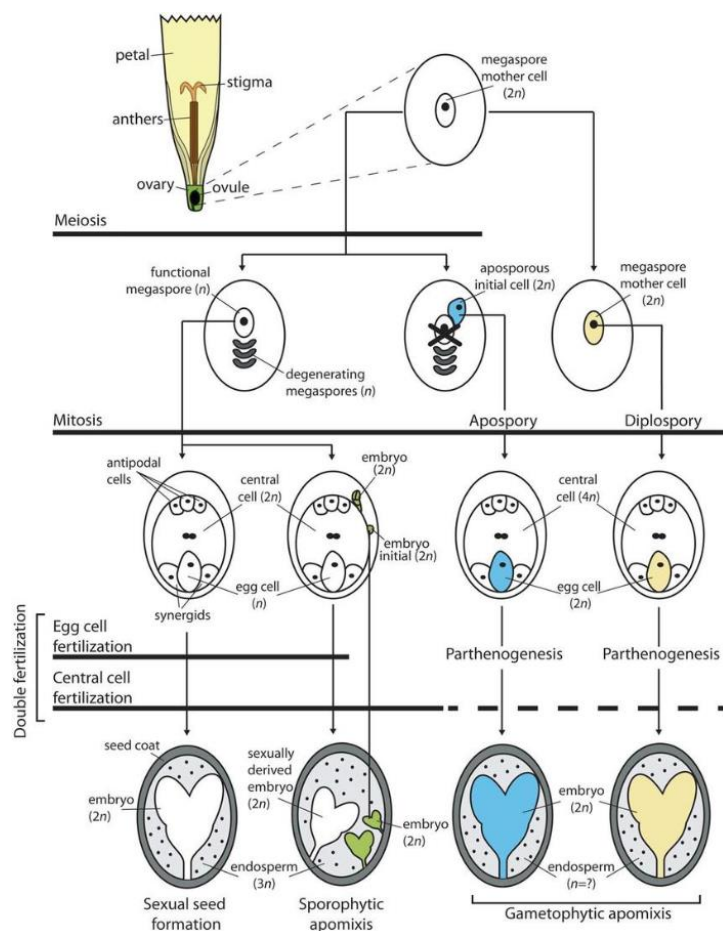 petal
stigma
anthers
ovary
ovule
megaspore
mother cell
(2n)
Meiosis
functional
megaspore (n)
degenerating
megaspores (n)
aposporous
initial cell (2n)
megaspore
mother cell
(2n)
Mitosis
Apospory
Diplospory
antipodal
cells
central
cell (2n)
embryo
(2n)
embryo
initial (2n)
egg cell
(n)
synergids
central
cell (4n)
egg cell
(2n)
Double fertilization
Egg cell
fertilization
Central cell
fertilization
Parthenogenesis
Parthenogenesis
seed coat
embryo
(2n)
sexually
derived
embryo
(2n)
embryo
(2n)
endosperm
(3n)
embryo
(2n)
endosperm
(n=?)
Sexual seed
formation
Sporophytic
apomixis
Gametophytic apomixis